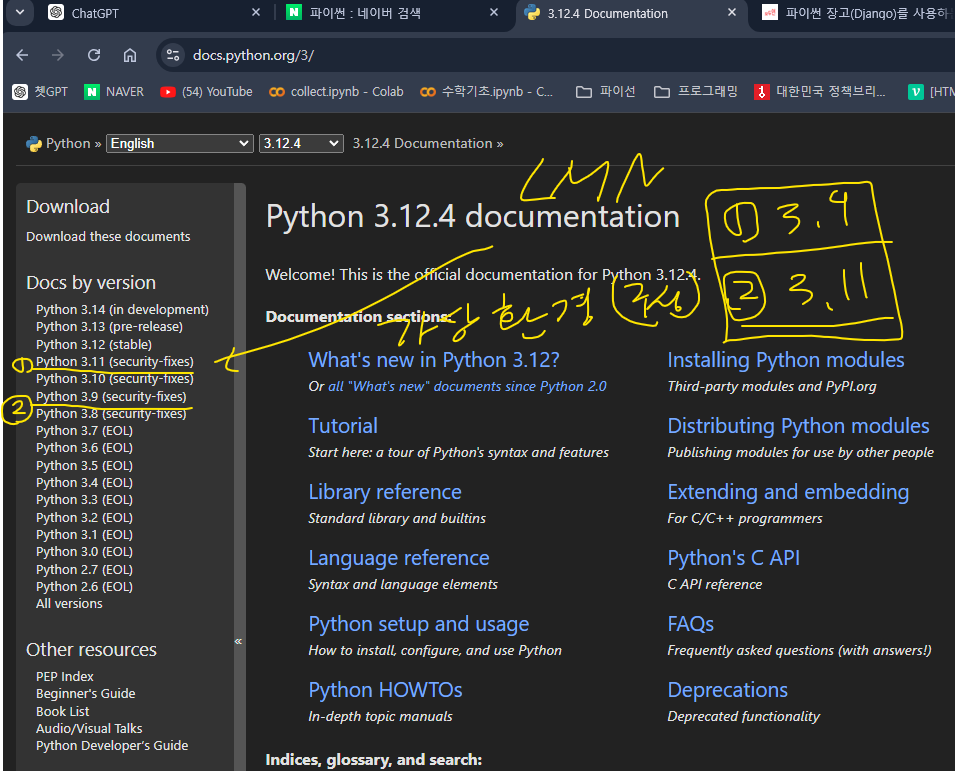 ChatGPT
파이썬 : 네이버 검색
3.12.4 Documentation
파이썬 장고(Django)를 사용하
docs.python.org/3/
챗GPT
NAVER
(54) YouTube
collect.ipynb - Colab
수학기초.ipynb - C...
파이선
프로그래밍
대한민국 정책브리...
[HTM
Python » English 3.12.4 3.12.4 Documentation »
Download
Download these documents
Docs by version
Python 3.14 (in development)
Python 3.13 (pre-release)
Python 3.12 (stable)
① Python 3.11 (security-fixes)
Python 3.10 (security-fixes)
② Python 3.9 (security-fixes)
Python 3.8 (security-fixes)
Python 3.7 (EOL)
Python 3.6 (EOL)
Python 3.5 (EOL)
Python 3.4 (EOL)
Python 3.3 (EOL)
Python 3.2 (EOL)
Python 3.1 (EOL)
Python 3.0 (EOL)
Python 2.7 (EOL)
Python 2.6 (EOL)
All versions
Other resources
PEP Index
Beginner's Guide
Book List
Audio/Visual Talks
Python Developer's Guide
«
Python 3.12.4 documentation
① 3.9
② 3.11
Welcome! This is the official documentation for Python 3.12.4.
가상 환경
Documentation sections:
What's new in Python 3.12?
Or all "What's new" documents since Python 2.0
Tutorial
Start here: a tour of Python's syntax and features
Library reference
Standard library and builtins
Language reference
Syntax and language elements
Python setup and usage
How to install, configure, and use Python
Python HOWTOs
In-depth topic manuals
Installing Python modules
Third-party modules and PyPI.org
Distributing Python modules
Publishing modules for use by other people
Extending and embedding
For C/C++ programmers
Python's C API
C API reference
FAQs
Frequently asked questions (with answers!)
Deprecations
Deprecated functionality
Indices, glossary, and search: